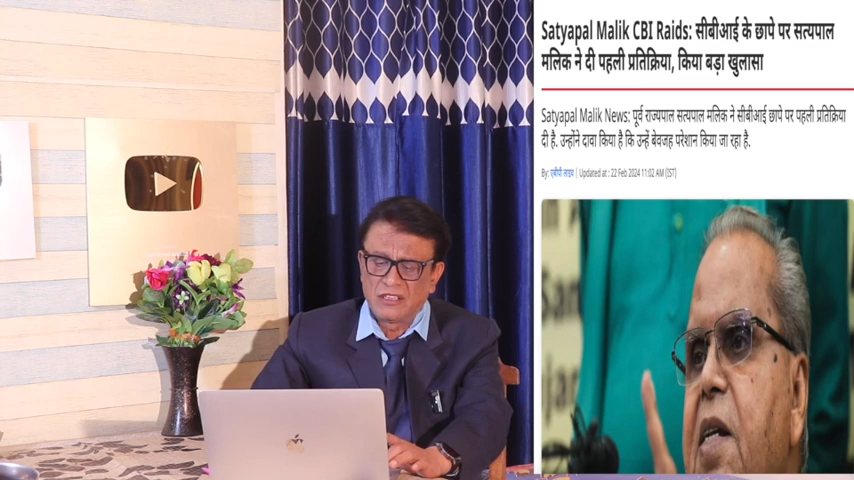 Satyapal Malik CBI Raids: सीबीआई के छापे पर सत्यपाल
मलिक ने दी पहली प्रतिक्रिया, किया बड़ा खुलासा
Satyapal Malik News: पूर्व राज्यपाल सत्यपाल मलिक ने सीबीआई छापे पर पहली प्रतिक्रिया
दी है. उन्होंने दावा किया है कि उन्हें बेवजह परेशान किया जा रहा है.
By: एबीपी लाइव | Updated at : 22 Feb 2024 11:02 AM (IST)